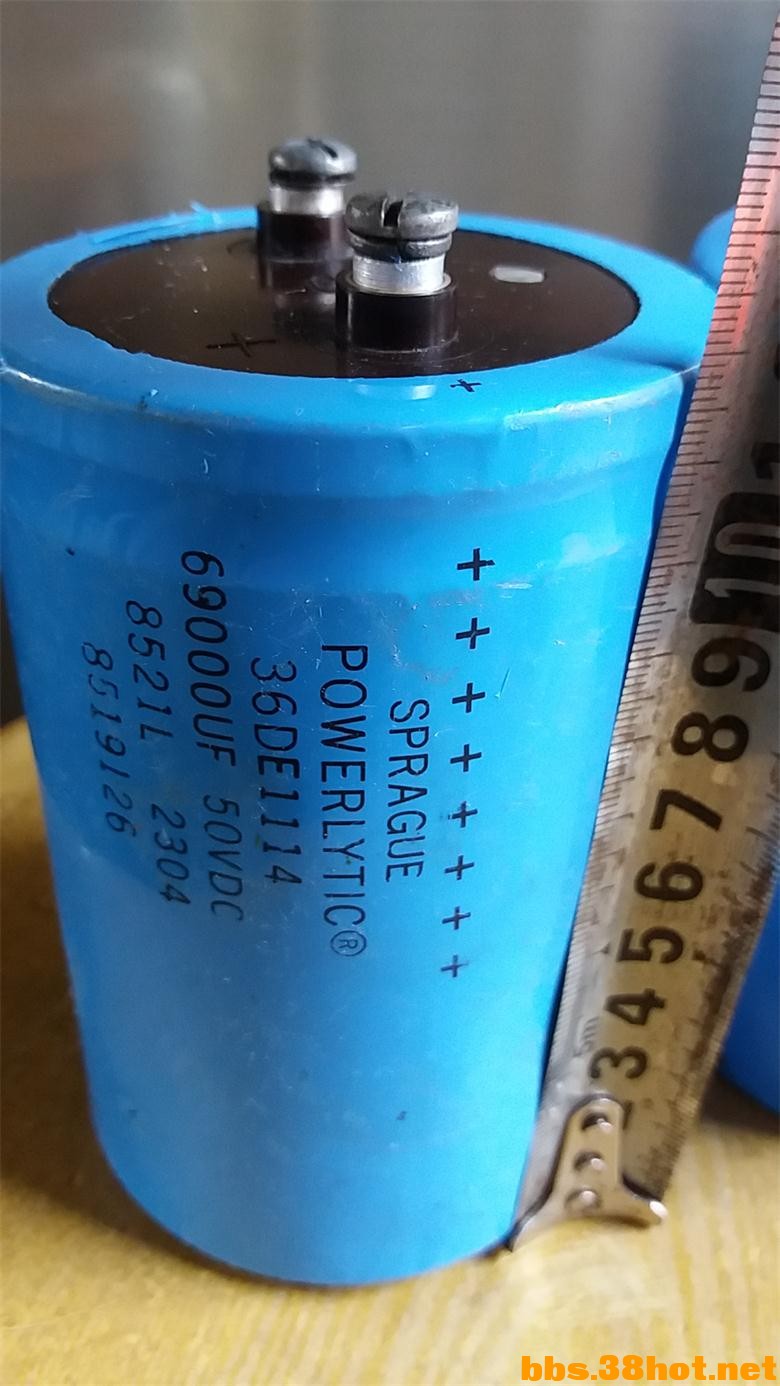 + + + + + + + +
SPRAGUE
POWERLYTIC®
36DE1114
69000UF 50VDC
8521L 2304
8519126
+
+
3 4 5 6 7 8 9 10
5m
bbs.38hot.net